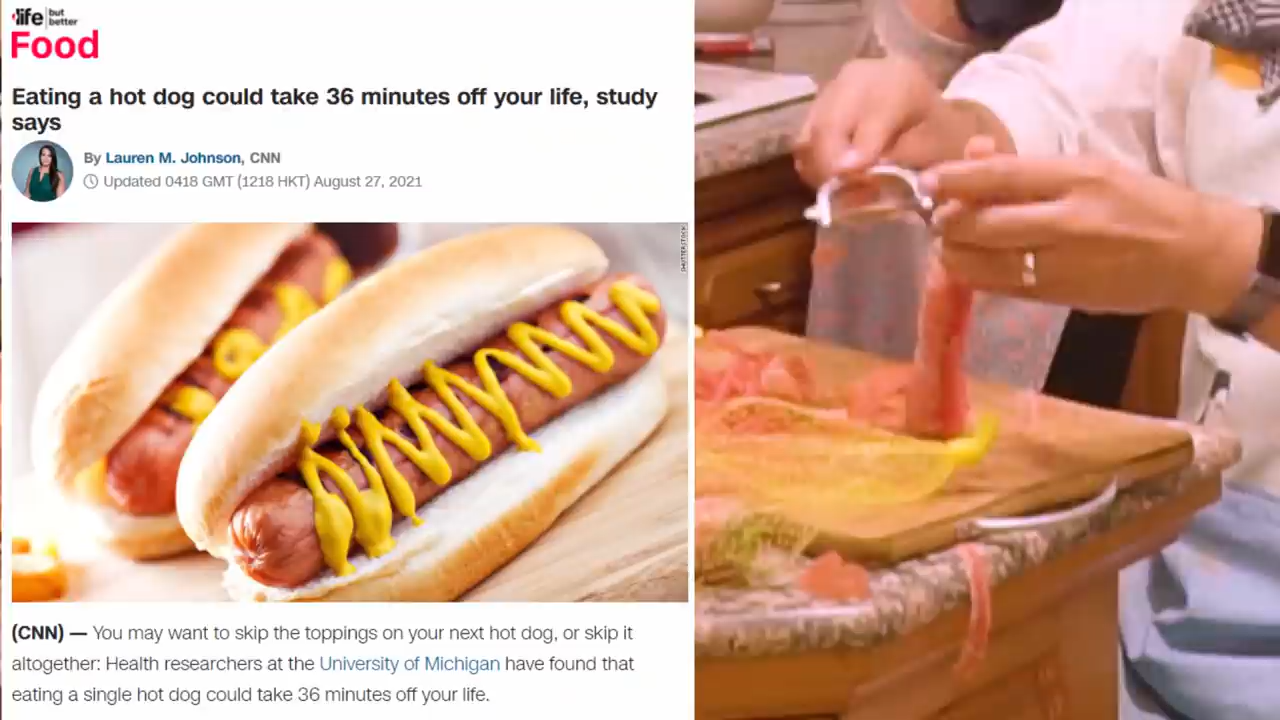 life but better
Food
Eating a hot dog could take 36 minutes off your life, study
says
By Lauren M. Johnson, CNN
Updated 0418 GMT (1218 HKT) August 27, 2021
SHUTTERSTOCK
(CNN) — You may want to skip the toppings on your next hot dog, or skip it
altogether: Health researchers at the University of Michigan have found that
eating a single hot dog could take 36 minutes off your life.